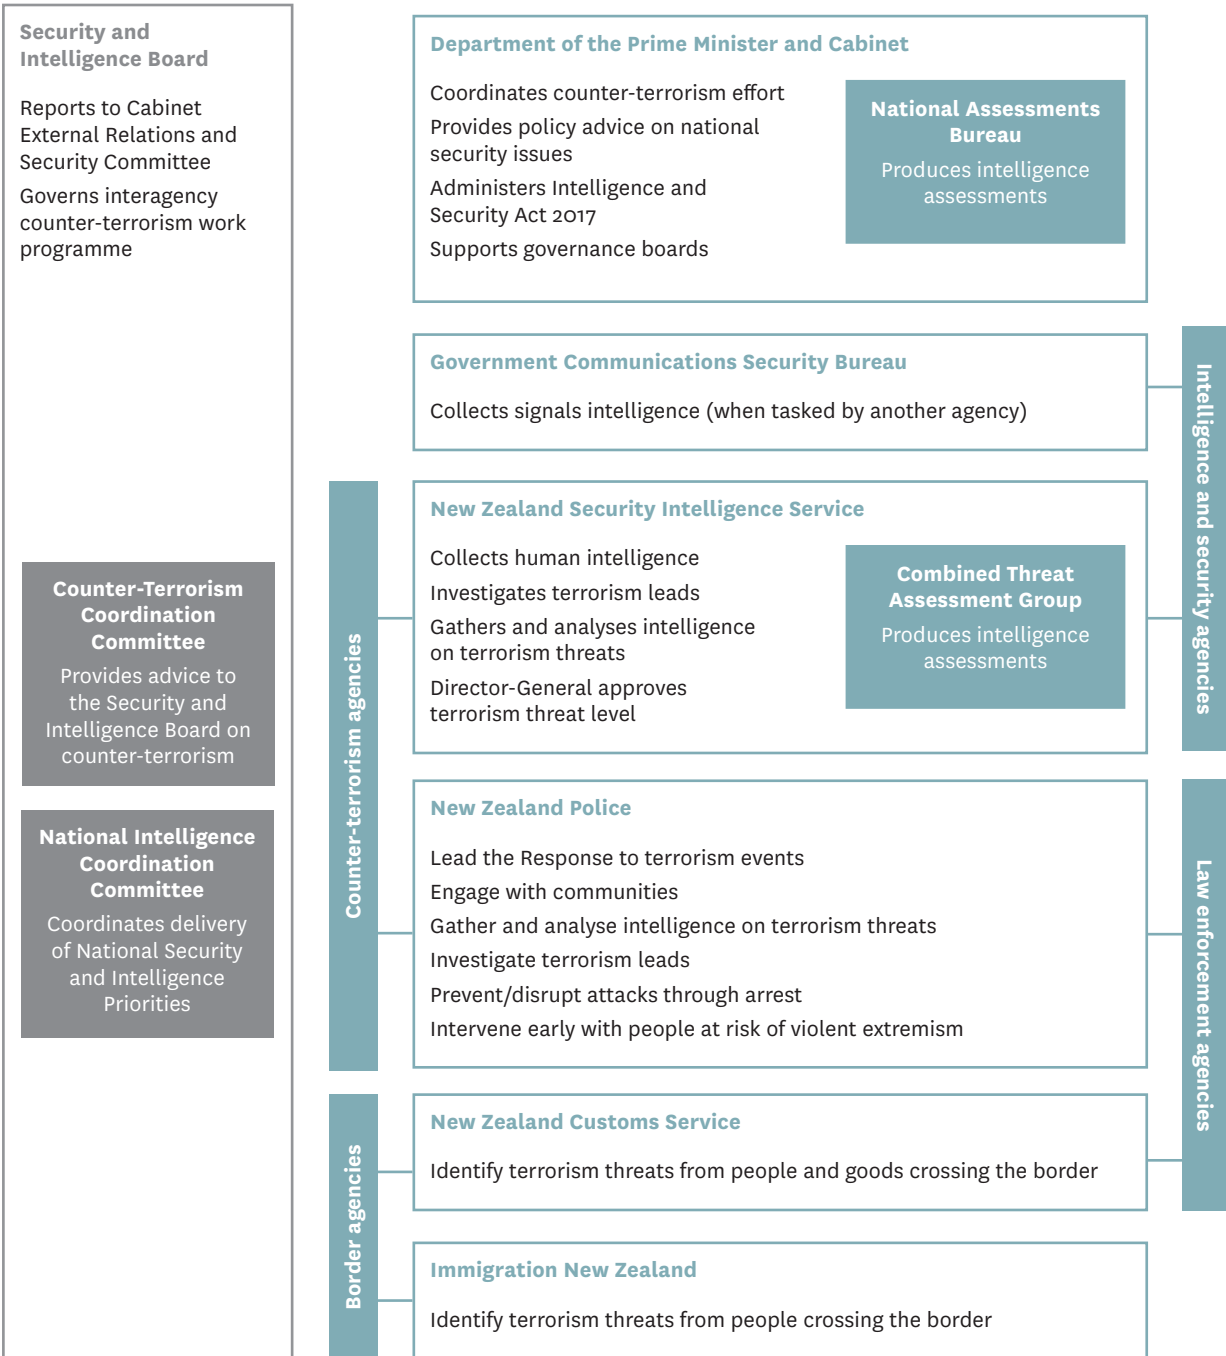 Security and
Intelligence Board
Reports to Cabinet
External Relations and
Security Committee
Governs interagency
counter-terrorism work
programme
Counter-Terrorism
Coordination
Committee
Provides advice to
the Security and
Intelligence Board on
counter-terrorism
National Intelligence
Coordination
Committee
Coordinates delivery
of National Security
and Intelligence
Priorities
Department of the Prime Minister and Cabinet
Coordinates counter-terrorism effort
Provides policy advice on national
security issues
Administers Intelligence and
Security Act 2017
Supports governance boards
National Assessments
Bureau
Produces intelligence
assessments
Government Communications Security Bureau
Collects signals intelligence (when tasked by another agency)
New Zealand Security Intelligence Service
Collects human intelligence
Investigates terrorism leads
Gathers and analyses intelligence
on terrorism threats
Director-General approves
terrorism threat level
Combined Threat
Assessment Group
Produces intelligence
assessments
Intelligence and security agencies
Counter-terrorism agencies
New Zealand Police
Lead the Response to terrorism events
Engage with communities
Gather and analyse intelligence on terrorism threats
Investigate terrorism leads
Prevent/disrupt attacks through arrest
Intervene early with people at risk of violent extremism
Law enforcement agencies
Border agencies
New Zealand Customs Service
Identify terrorism threats from people and goods crossing the border
Immigration New Zealand
Identify terrorism threats from people crossing the border